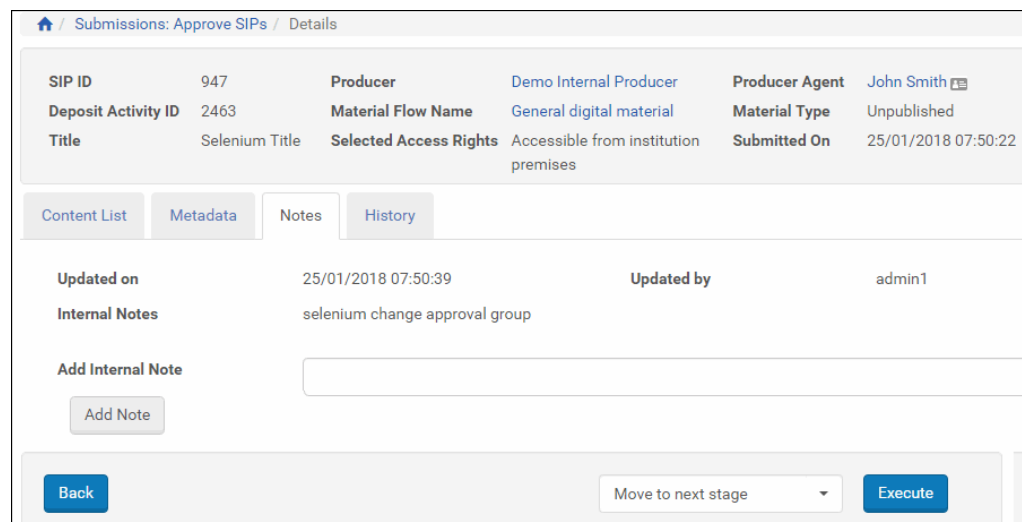 / Submissions: Approve SIPs / Details
SIP ID 947 Producer Demo Internal Producer Producer Agent John Smith
Deposit Activity ID 2463 Material Flow Name General digital material Material Type Unpublished
Title Selenium Title Selected Access Rights Accessible from institution Submitted On 25/01/2018 07:50:22
premises
Content List Metadata Notes History
Updated on 25/01/2018 07:50:39 Updated by admin1
Internal Notes selenium change approval group
Add Internal Note
Add Note
Back Move to next stage Execute